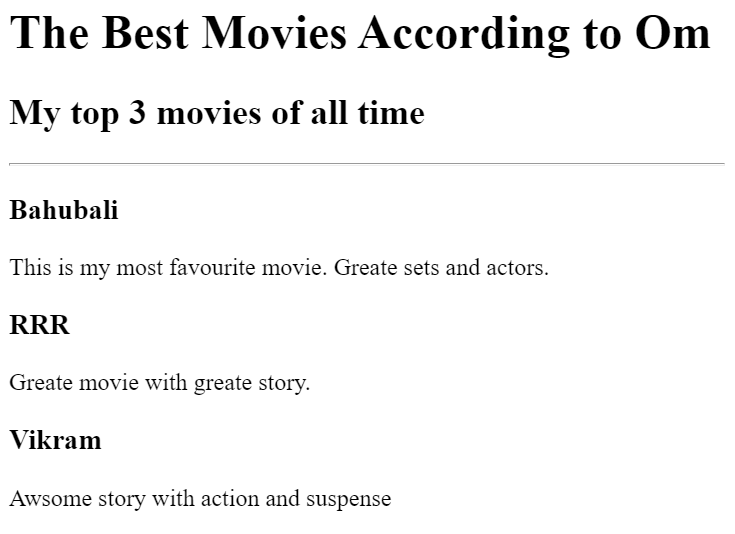 The Best Movies According to Om
My top 3 movies of all time
Bahubali
This is my most favourite movie. Greate sets and actors.
RRR
Greate movie with greate story.
Vikram
Awsome story with action and suspense